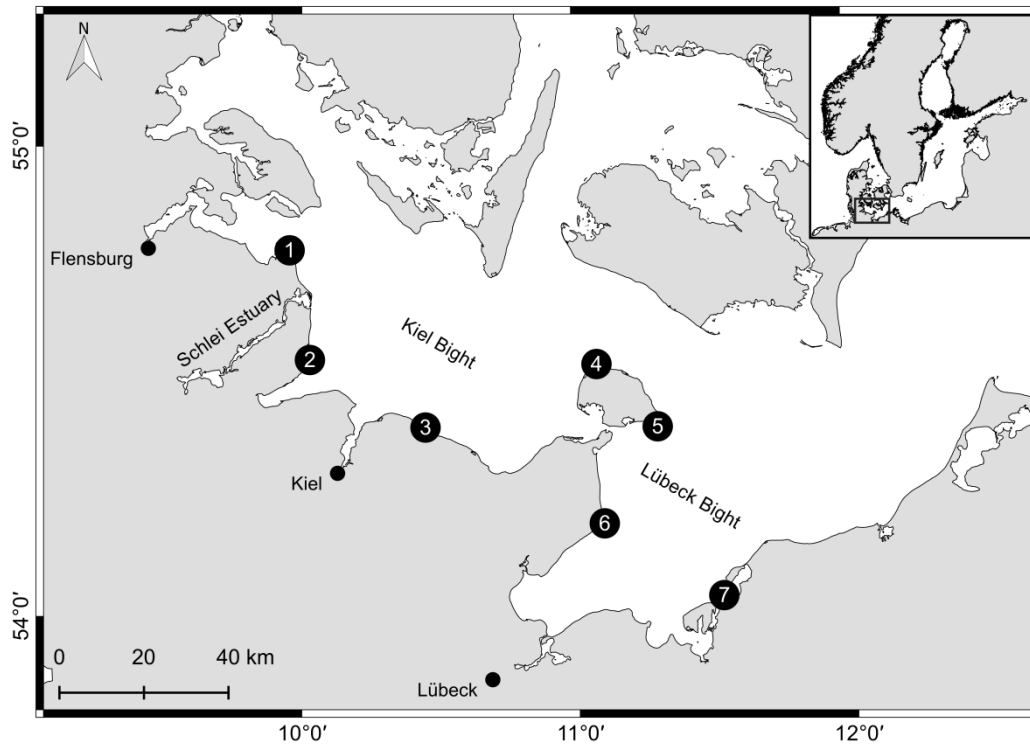 N
55°0′
1
Flensburg
Schlei Estuary
2
Kiel Bight
4
3
5
Kiel
Lübeck Bight
6
7
54°0′
0 20 40 km
Lübeck
10°0′ 11°0′ 12°0′